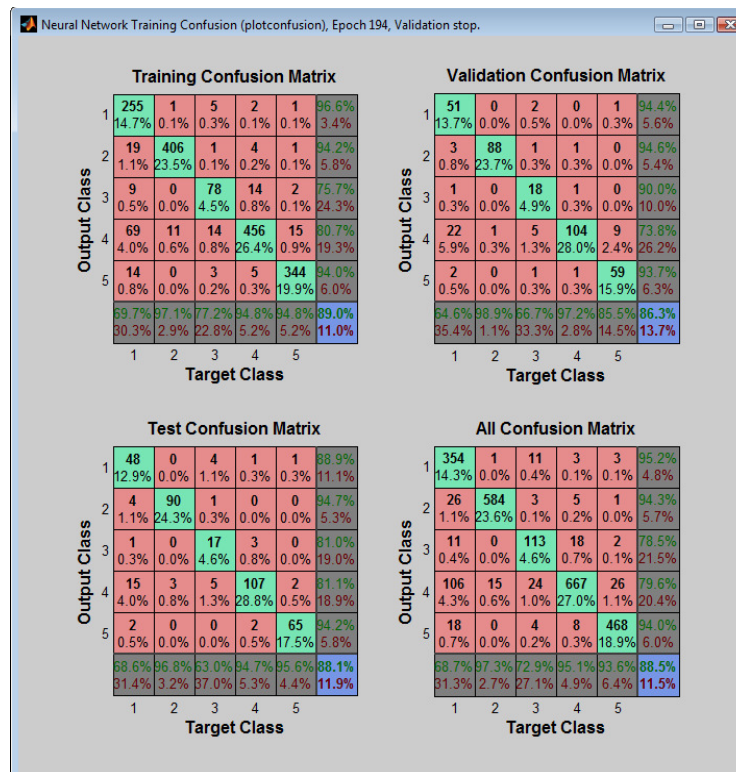 Neural Network Training Confusion (plotconfusion), Epoch 194, Validation stop.
Training Confusion Matrix
Output Class
1 255 1 5 2 1 96.6%
14.7% 0.1% 0.3% 0.1% 0.1% 3.4%
2 19 406 1 4 1 94.2%
1.1% 23.5% 0.1% 0.2% 0.1% 5.8%
3 9 0 78 14 2 75.7%
0.5% 0.0% 4.5% 0.8% 0.1% 24.3%
4 69 11 14 456 15 80.7%
4.0% 0.6% 0.8% 26.4% 0.9% 19.3%
5 14 0 3 5 344 94.0%
0.8% 0.0% 0.2% 0.3% 19.9% 6.0%
69.7% 97.1% 77.2% 94.8% 94.8% 89.0%
30.3% 2.9% 22.8% 5.2% 5.2% 11.0%
1 2 3 4 5
Target Class
Validation Confusion Matrix
Output Class
1 51 0 2 0 1 94.4%
13.7% 0.0% 0.5% 0.0% 0.3% 5.6%
2 3 88 1 1 0 94.6%
0.8% 23.7% 0.3% 0.3% 0.0% 5.4%
3 1 0 18 1 0 90.0%
0.3% 0.0% 4.9% 0.3% 0.0% 10.0%
4 22 1 5 104 9 73.8%
5.9% 0.3% 1.3% 28.0% 2.4% 26.2%
5 2 0 1 1 59 93.7%
0.5% 0.0% 0.3% 0.3% 15.9% 6.3%
64.6% 98.9% 66.7% 97.2% 85.5% 86.3%
35.4% 1.1% 33.3% 2.8% 14.5% 13.7%
1 2 3 4 5
Target Class
Test Confusion Matrix
Output Class
1 48 0 4 1 1 88.9%
12.9% 0.0% 1.1% 0.3% 0.3% 11.1%
2 4 90 1 0 0 94.7%
1.1% 24.3% 0.3% 0.0% 0.0% 5.3%
3 1 0 17 3 0 81.0%
0.3% 0.0% 4.6% 0.8% 0.0% 19.0%
4 15 3 5 107 2 81.1%
4.0% 0.8% 1.3% 28.8% 0.5% 18.9%
5 2 0 0 2 65 94.2%
0.5% 0.0% 0.0% 0.5% 17.5% 5.8%
68.6% 96.8% 63.0% 94.7% 95.6% 88.1%
31.4% 3.2% 37.0% 5.3% 4.4% 11.9%
1 2 3 4 5
Target Class
All Confusion Matrix
Output Class
1 354 1 11 3 3 95.2%
14.3% 0.0% 0.4% 0.1% 0.1% 4.8%
2 26 584 3 5 1 94.3%
1.1% 23.6% 0.1% 0.2% 0.0% 5.7%
3 11 0 113 18 2 78.5%
0.4% 0.0% 4.6% 0.7% 0.1% 21.5%
4 106 15 24 667 26 79.6%
4.3% 0.6% 1.0% 27.0% 1.1% 20.4%
5 18 0 4 8 468 94.0%
0.7% 0.0% 0.2% 0.3% 18.9% 6.0%
68.7% 97.3% 72.9% 95.1% 93.6% 88.5%
31.3% 2.7% 27.1% 4.9% 6.4% 11.5%
1 2 3 4 5
Target Class